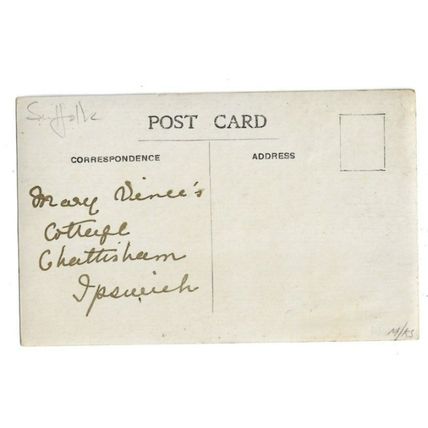 Suffolk
POST CARD
CORRESPONDENCE
ADDRESS
Mary Vince's
Cottage
Chattisham
Ipswich